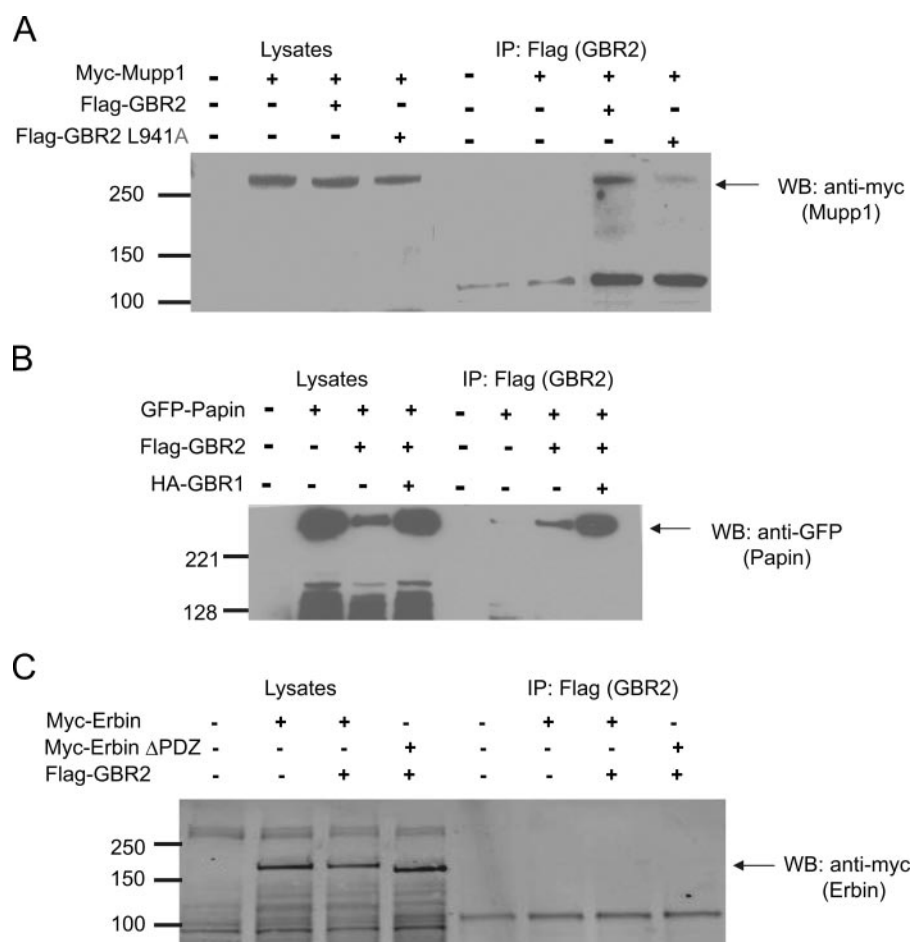 A
Lysates IP: Flag (GBR2)
Myc-Mupp1 - + + + - + + +
Flag-GBR2 - - + - - - + -
Flag-GBR2 L941A - - - + - - - +
250
150
100
WB: anti-myc
(Mupp1)
B
Lysates IP: Flag (GBR2)
GFP-Papin - + + + - + + +
Flag-GBR2 - - + + - - + +
HA-GBR1 - - - + - - - +
221
128
WB: anti-GFP
(Papin)
C
Lysates IP: Flag (GBR2)
Myc-Erbin - + + - - + + -
Myc-Erbin ΔPDZ - - - + - - - +
Flag-GBR2 - - + + - - + +
250
150
100
WB: anti-myc
(Erbin)